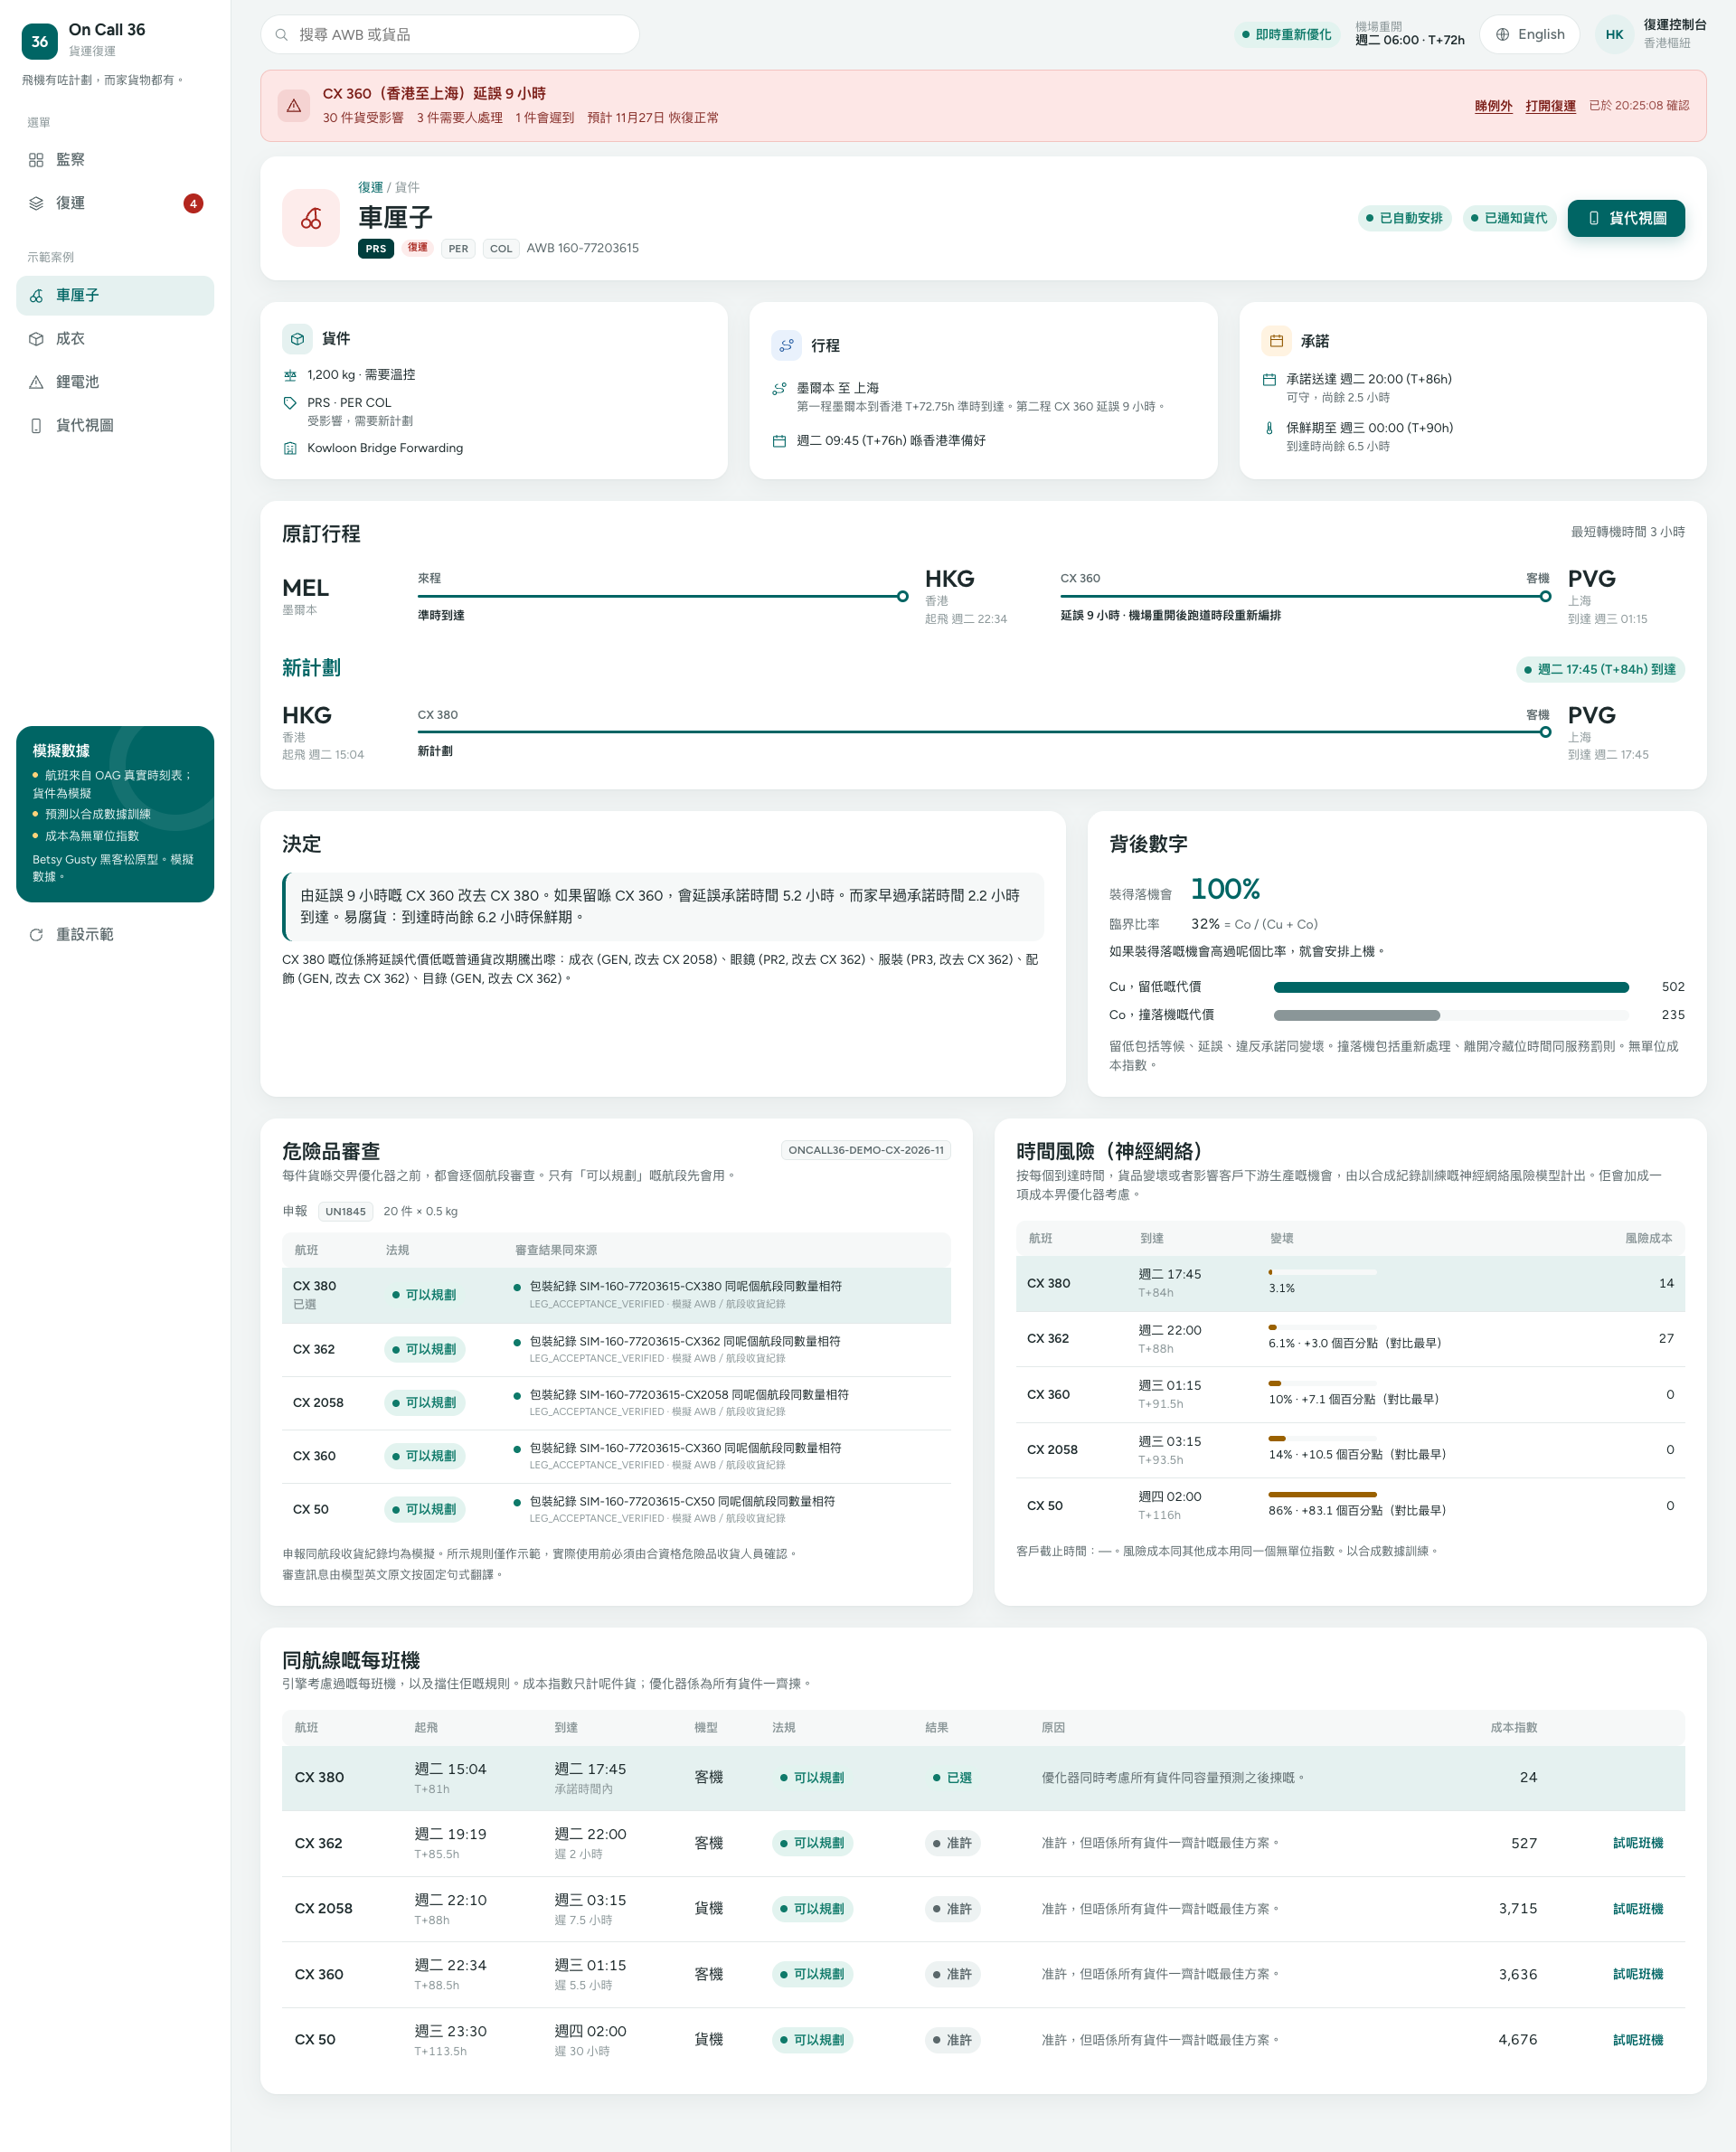 36
On Call 36
貨運復運
飛機有咗計劃，而家貨物都有。
選單
監察
復運
4
示範案例
車厘子
成衣
鋰電池
貨代視圖
模擬數據
航班來自 OAG 真實時刻表；
貨件為模擬
預測以合成數據訓練
成本為無單位指數
Betsy Gusty 黑客松原型。模擬
數據。
重設示範
搜尋 AWB 或貨品
即時重新優化
機場重開
週二 06:00 · T+72h
English
HK
復運控制台
香港樞紐
CX 360（香港至上海）延誤 9 小時
30 件貨受影響 3 件需要人處理 1 件會遲到 預計 11月27日 恢復正常
睇例外 打開復運 已於 20:25:08 確認
復運 / 貨件
車厘子
PRS 復運 PER COL AWB 160-77203615
已自動安排 已通知貨代 貨代視圖
貨件
1,200 kg · 需要溫控
PRS · PER COL
受影響，需要新計劃
Kowloon Bridge Forwarding
行程
墨爾本 至 上海
第一程墨爾本到香港 T+72.75h 準時到達。第二程 CX 360 延誤 9 小時。
週二 09:45 (T+76h) 喺香港準備好
承諾
承諾送達 週二 20:00 (T+86h)
可守，尚餘 2.5 小時
保鮮期至 週三 00:00 (T+90h)
到達時尚餘 6.5 小時
原訂行程
最短轉機時間 3 小時
MEL
墨爾本
來程
準時到達
HKG
香港
起飛 週二 22:34
CX 360 客機
延誤 9 小時 · 機場重開後跑道時段重新編排
PVG
上海
到達 週三 01:15
新計劃
週二 17:45 (T+84h) 到達
HKG
香港
起飛 週二 15:04
CX 380 客機
新計劃
PVG
上海
到達 週二 17:45
決定
由延誤 9 小時嘅 CX 360 改去 CX 380。如果留喺 CX 360，會延誤承諾時間 5.2 小時。而家早過承諾時間 2.2 小時
到達。易腐貨：到達時尚餘 6.2 小時保鮮期。
CX 380 嘅位係將延誤代價低嘅普通貨改期騰出嚟：成衣 (GEN, 改去 CX 2058)、眼鏡 (PR2, 改去 CX 362)、服裝 (PR3, 改去 CX 362)、配
飾 (GEN, 改去 CX 362)、目錄 (GEN, 改去 CX 362)。
背後數字
裝得落機會 100%
臨界比率 32% = Co / (Cu + Co)
如果裝得落嘅機會高過呢個比率，就會安排上機。
Cu，留低嘅代價 502
Co，撞落機嘅代價 235
留低包括等候、延誤、違反承諾同變壞。撞落機包括重新處理、離開冷藏位時間同服務罰則。無單位成
本指數。
危險品審查
ONCALL36-DEMO-CX-2026-11
每件貨喺交畀優化器之前，都會逐個航段審查。只有「可以規劃」嘅航段先會用。
申報 UN1845 20 件 × 0.5 kg
航班 法規 審查結果同來源
CX 380
已選
可以規劃
包裝紀錄 SIM-160-77203615-CX380 同呢個航段同數量相符
LEG_ACCEPTANCE_VERIFIED · 模擬 AWB / 航段收貨紀錄
CX 362
可以規劃
包裝紀錄 SIM-160-77203615-CX362 同呢個航段同數量相符
LEG_ACCEPTANCE_VERIFIED · 模擬 AWB / 航段收貨紀錄
CX 2058
可以規劃
包裝紀錄 SIM-160-77203615-CX2058 同呢個航段同數量相符
LEG_ACCEPTANCE_VERIFIED · 模擬 AWB / 航段收貨紀錄
CX 360
可以規劃
包裝紀錄 SIM-160-77203615-CX360 同呢個航段同數量相符
LEG_ACCEPTANCE_VERIFIED · 模擬 AWB / 航段收貨紀錄
CX 50
可以規劃
包裝紀錄 SIM-160-77203615-CX50 同呢個航段同數量相符
LEG_ACCEPTANCE_VERIFIED · 模擬 AWB / 航段收貨紀錄
申報同航段收貨紀錄均為模擬。所示規則僅作示範，實際使用前必須由合資格危險品收貨人員確認。
審查訊息由模型英文原文按固定句式翻譯。
時間風險（神經網絡）
按每個到達時間，貨品變壞或者影響客戶下游生產嘅機會，由以合成紀錄訓練嘅神經網絡風險模型計出。佢會加成一
項成本畀優化器考慮。
航班 到達 變壞 風險成本
CX 380
週二 17:45
T+84h
3.1%
14
CX 362
週二 22:00
T+88h
6.1% · +3.0 個百分點（對比最早）
27
CX 360
週三 01:15
T+91.5h
10% · +7.1 個百分點（對比最早）
0
CX 2058
週三 03:15
T+93.5h
14% · +10.5 個百分點（對比最早）
0
CX 50
週四 02:00
T+116h
86% · +83.1 個百分點（對比最早）
0
客戶截止時間：—。風險成本同其他成本用同一個無單位指數。以合成數據訓練。
同航線嘅每班機
引擎考慮過嘅每班機，以及擋住佢嘅規則。成本指數只計呢件貨；優化器係為所有貨件一齊揀。
航班 起飛 到達 機型 法規 結果 原因 成本指數
CX 380
週二 15:04
T+81h
週二 17:45
承諾時間內
客機
可以規劃
已選
優化器同時考慮所有貨件同容量預測之後揀嘅。
24
CX 362
週二 19:19
T+85.5h
週二 22:00
遲 2 小時
客機
可以規劃
准許
准許，但唔係所有貨件一齊計嘅最佳方案。
527
試呢班機
CX 2058
週二 22:10
T+88h
週三 03:15
遲 7.5 小時
貨機
可以規劃
准許
准許，但唔係所有貨件一齊計嘅最佳方案。
3,715
試呢班機
CX 360
週二 22:34
T+88.5h
週三 01:15
遲 5.5 小時
客機
可以規劃
准許
准許，但唔係所有貨件一齊計嘅最佳方案。
3,636
試呢班機
CX 50
週三 23:30
T+113.5h
週四 02:00
遲 30 小時
貨機
可以規劃
准許
准許，但唔係所有貨件一齊計嘅最佳方案。
4,676
試呢班機